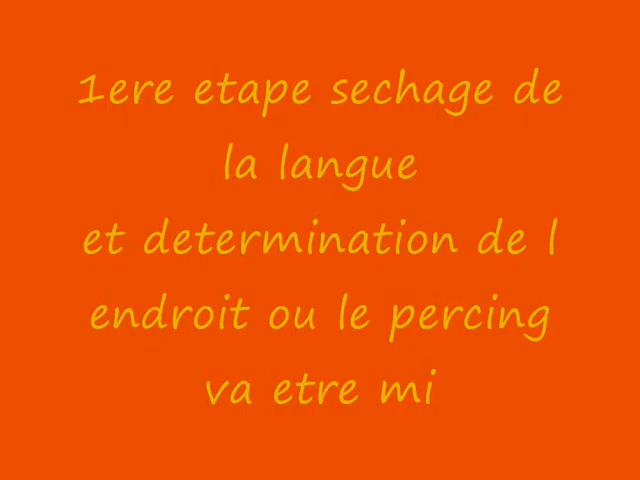 1ere etape sechage de
la langue
et determination de l
endroit ou le percing
va etre mi